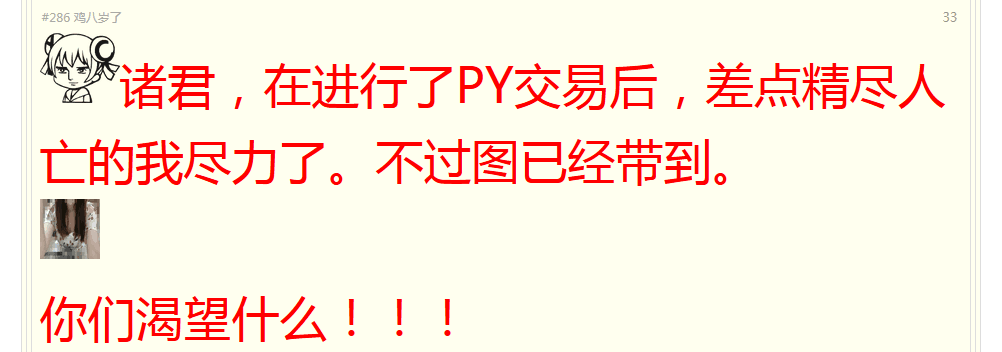 #286 鸡八岁了 33
诸君，在进行了PY交易后，差点精尽人
亡的我尽力了。不过图已经带到。
你们渴望什么！！！